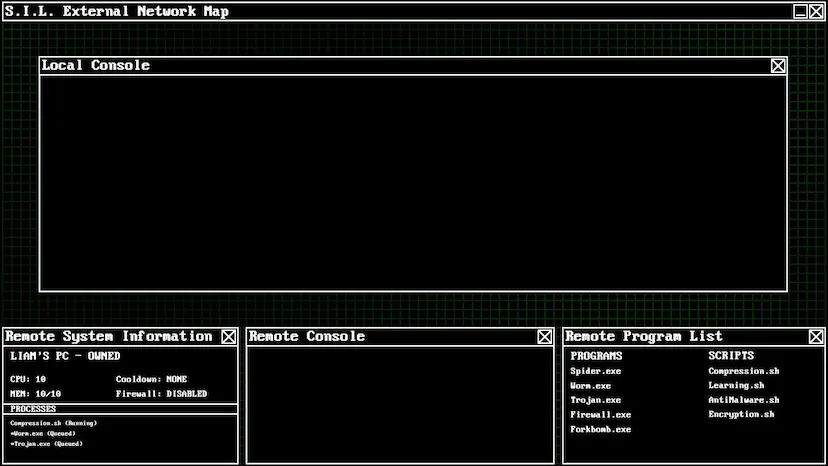 S.I.L. External Network Map
Local Console
Remote System Information
LIAM'S PC - OWNED
CPU: 10 Cooldown: NONE
MEM: 10/10 Firewall: DISABLED
PROCESSES
Compression.sh (Running)
*Worm.exe (Queued)
*Trojan.exe (Queued)
Remote Console
Remote Program List
PROGRAMS SCRIPTS
Spider.exe Compression.sh
Worm.exe Learning.sh
Trojan.exe AntiMalware.sh
Firewall.exe Encryption.sh
Forkbomb.exe